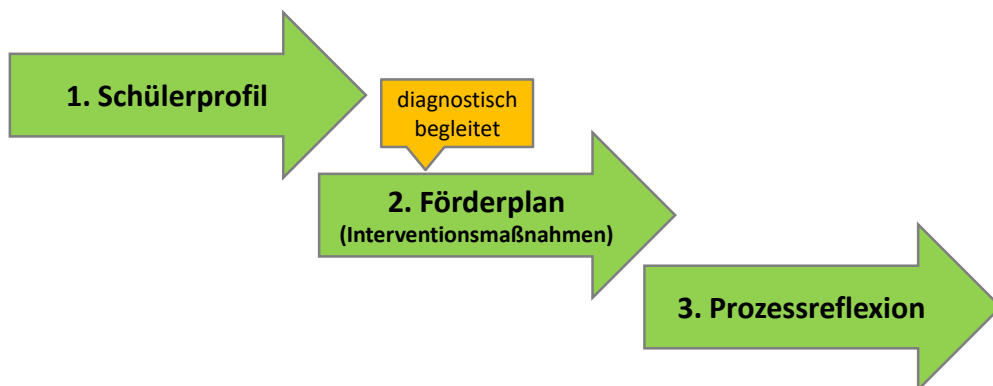 1. Schülerprofil
diagnostisch
begleitet
2. Förderplan
(Interventionsmaßnahmen)
3. Prozessreflexion